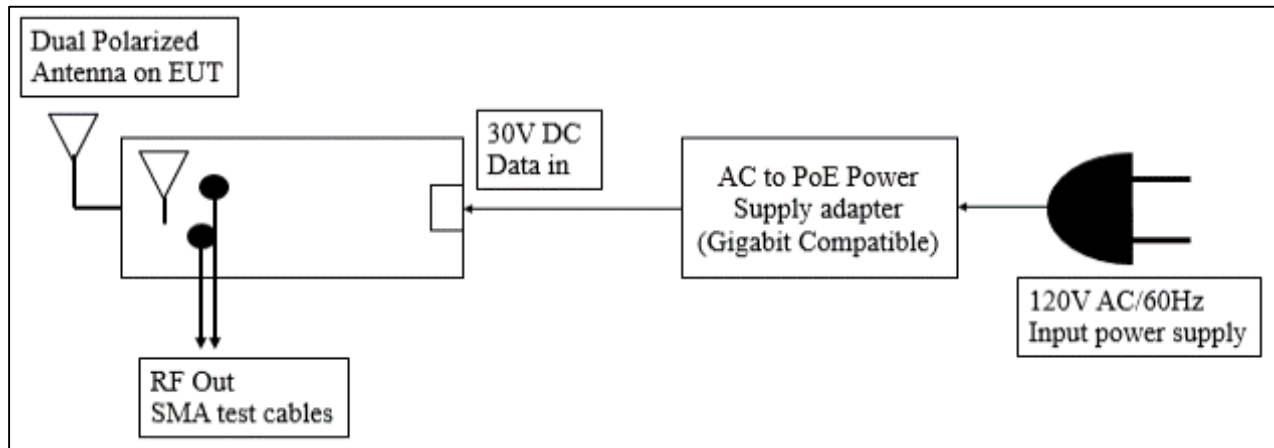 Dual Polarized
Antenna on EUT
30V DC
Data in
AC to PoE Power
Supply adapter
(Gigabit Compatible)
120V AC/60Hz
Input power supply
RF Out
SMA test cables